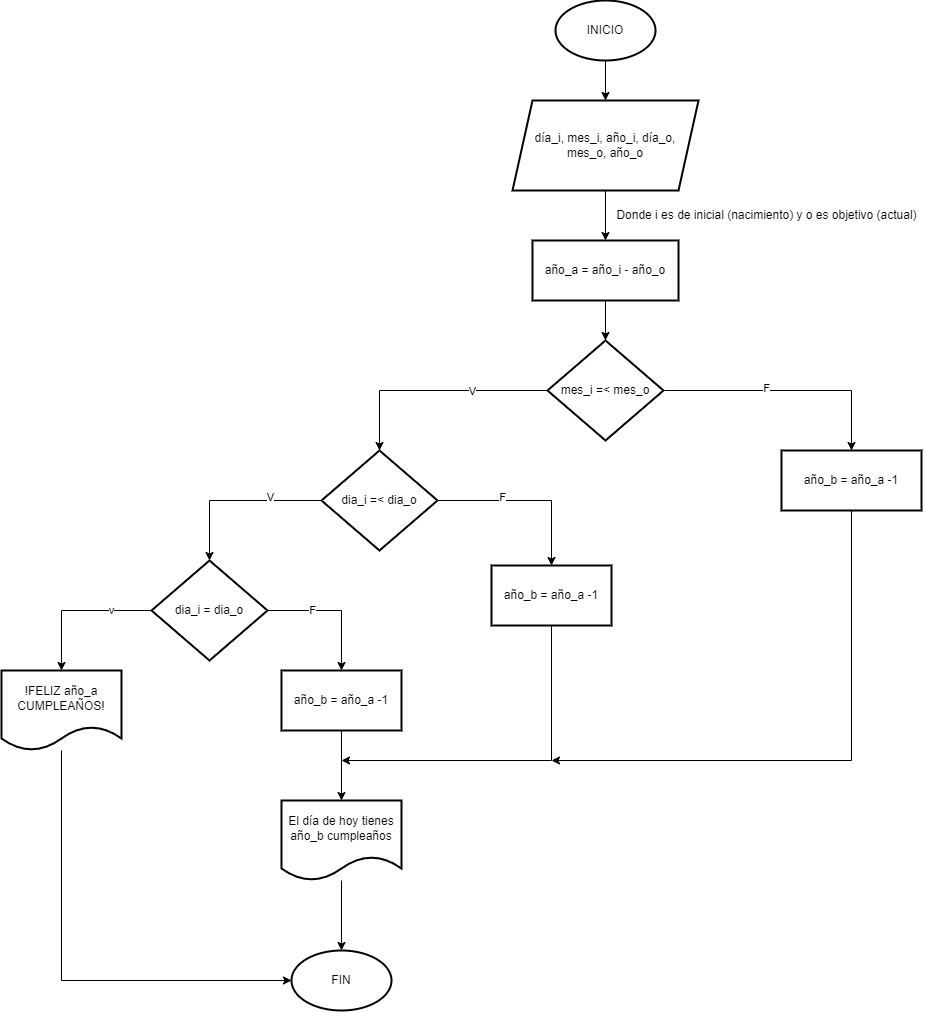 INICIO
día_i, mes_i, año_i, día_o,
mes_o, año_o
Donde i es de inicial (nacimiento) y o es objetivo (actual)
año_a = año_i - año_o
mes_i =< mes_o
V
F
año_b = año_a -1
dia_i =< dia_o
V
F
año_b = año_a -1
dia_i = dia_o
v
F
!FELIZ año_a
CUMPLEAÑOS!
año_b = año_a -1
El día de hoy tienes
año_b cumpleaños
FIN